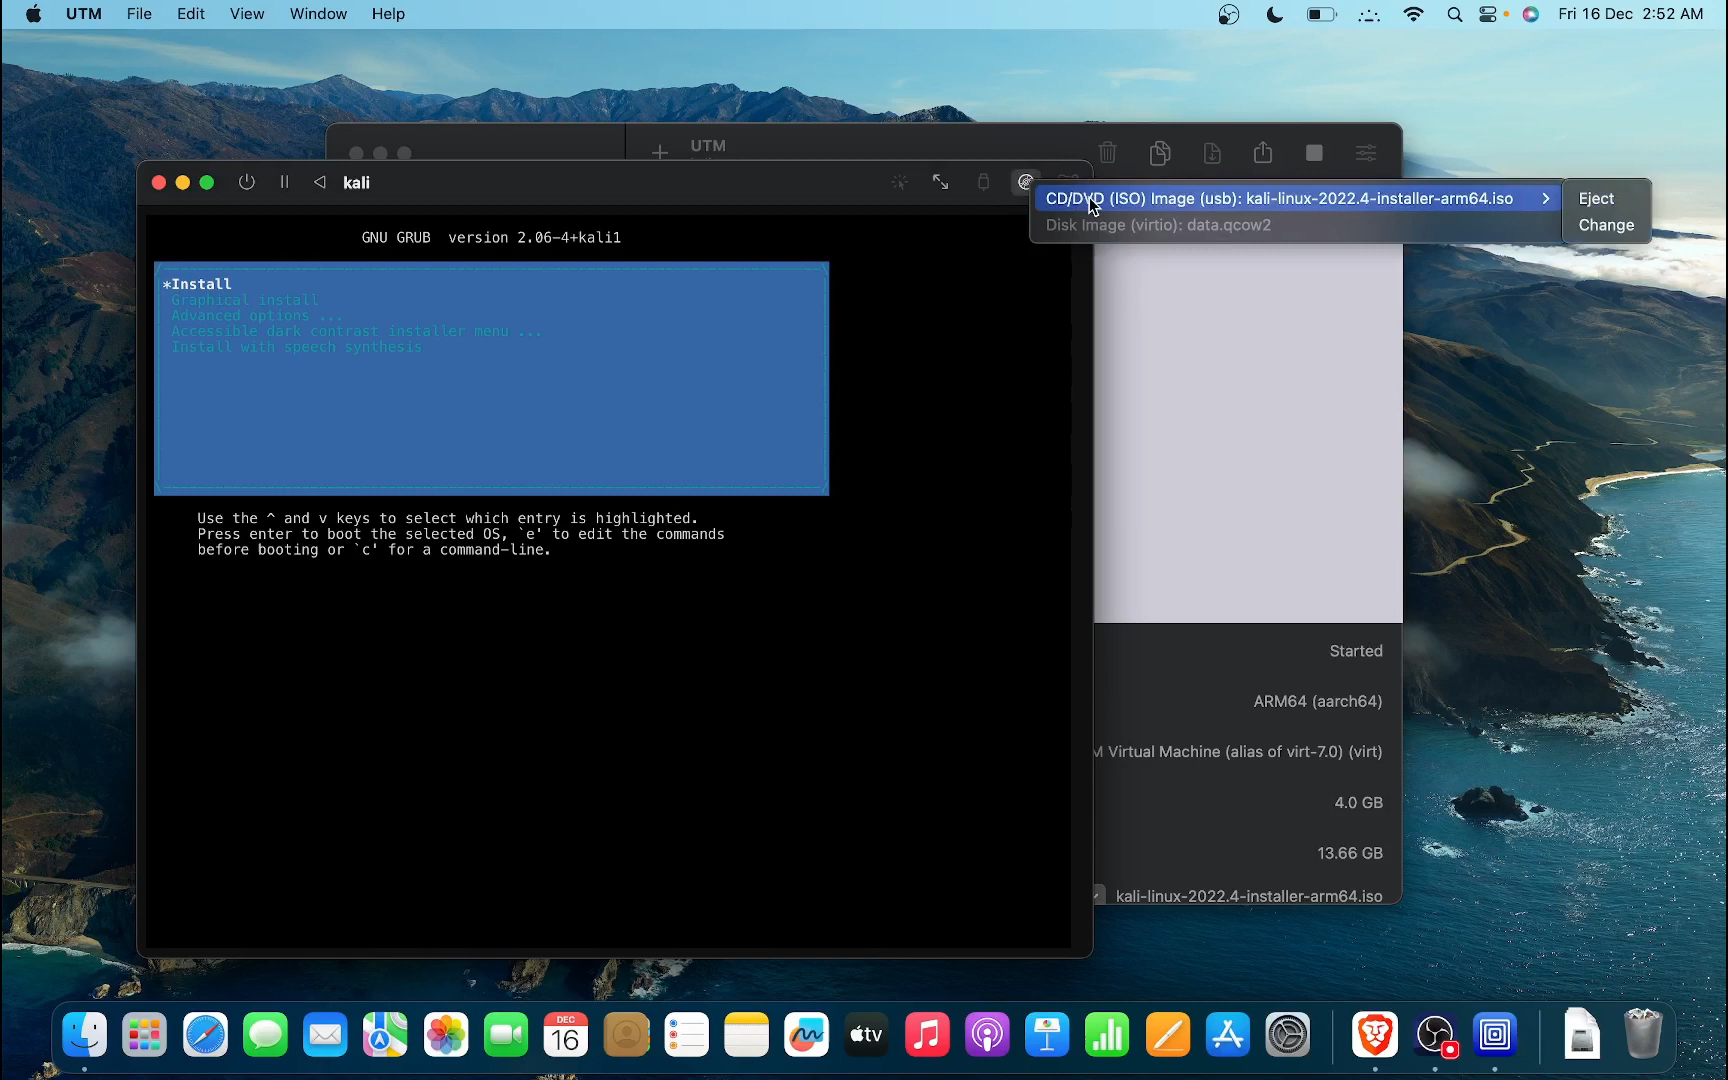 UTM File Edit View Window Help
Fri 16 Dec 2:52 AM
UTM
kali
CD/DVD (ISO) Image (usb): kali-linux-2022.4-installer-arm64.iso
Eject
Disk Image (virtio): data.qcow2
Change
GNU GRUB version 2.06-4+kali1
*Install
Graphical install
Advanced options ...
Accessible dark contrast installer menu ...
Install with speech synthesis
Use the ^ and v keys to select which entry is highlighted.
Press enter to boot the selected OS, `e' to edit the commands
before booting or `c' for a command-line.
Started
ARM64 (aarch64)
M Virtual Machine (alias of virt-7.0) (virt)
4.0 GB
13.66 GB
kali-linux-2022.4-installer-arm64.iso
DEC
16
tv